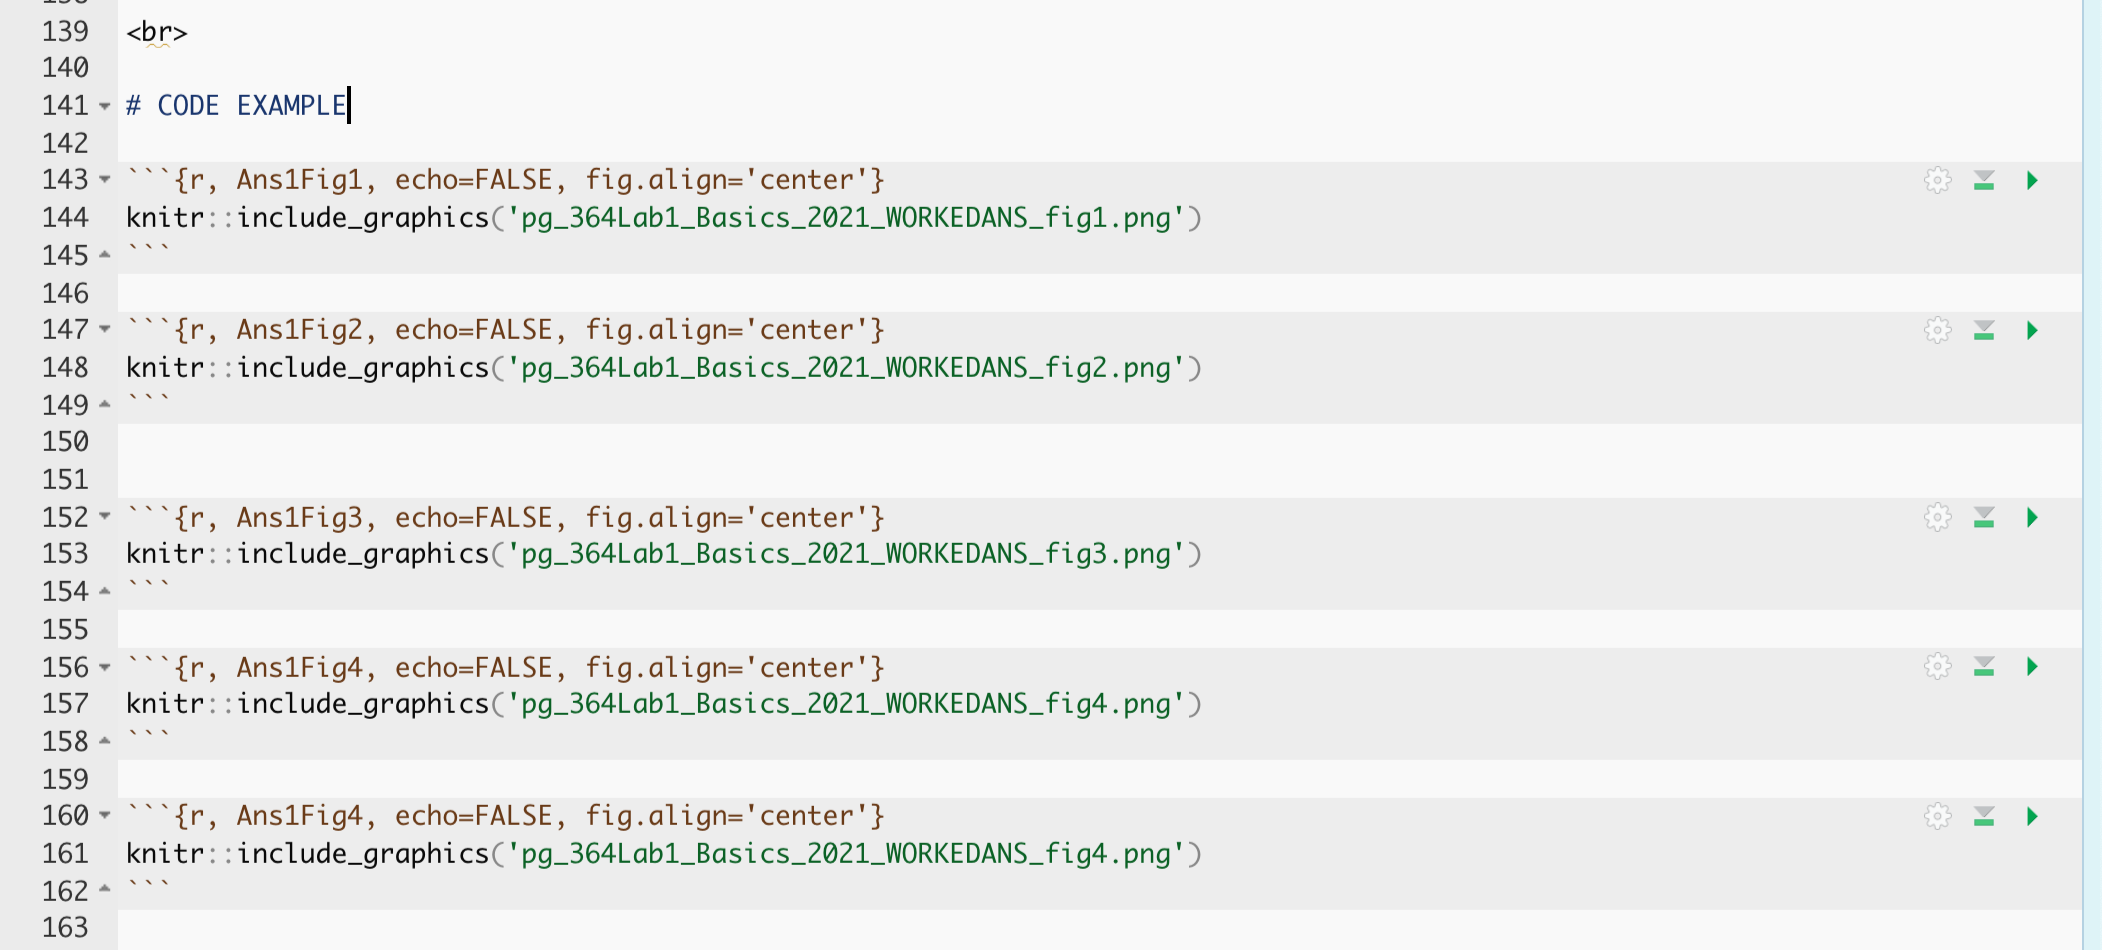 139 <br>
140
141 # CODE EXAMPLE
142
143 ```{r, Ans1Fig1, echo=FALSE, fig.align='center'}
144 knitr::include_graphics('pg_364Lab1_Basics_2021_WORKEDANS_fig1.png')
145 ```
146
147 ```{r, Ans1Fig2, echo=FALSE, fig.align='center'}
148 knitr::include_graphics('pg_364Lab1_Basics_2021_WORKEDANS_fig2.png')
149 ```
150
151
152 ```{r, Ans1Fig3, echo=FALSE, fig.align='center'}
153 knitr::include_graphics('pg_364Lab1_Basics_2021_WORKEDANS_fig3.png')
154 ```
155
156 ```{r, Ans1Fig4, echo=FALSE, fig.align='center'}
157 knitr::include_graphics('pg_364Lab1_Basics_2021_WORKEDANS_fig4.png')
158 ```
159
160 ```{r, Ans1Fig4, echo=FALSE, fig.align='center'}
161 knitr::include_graphics('pg_364Lab1_Basics_2021_WORKEDANS_fig4.png')
162 ```
163